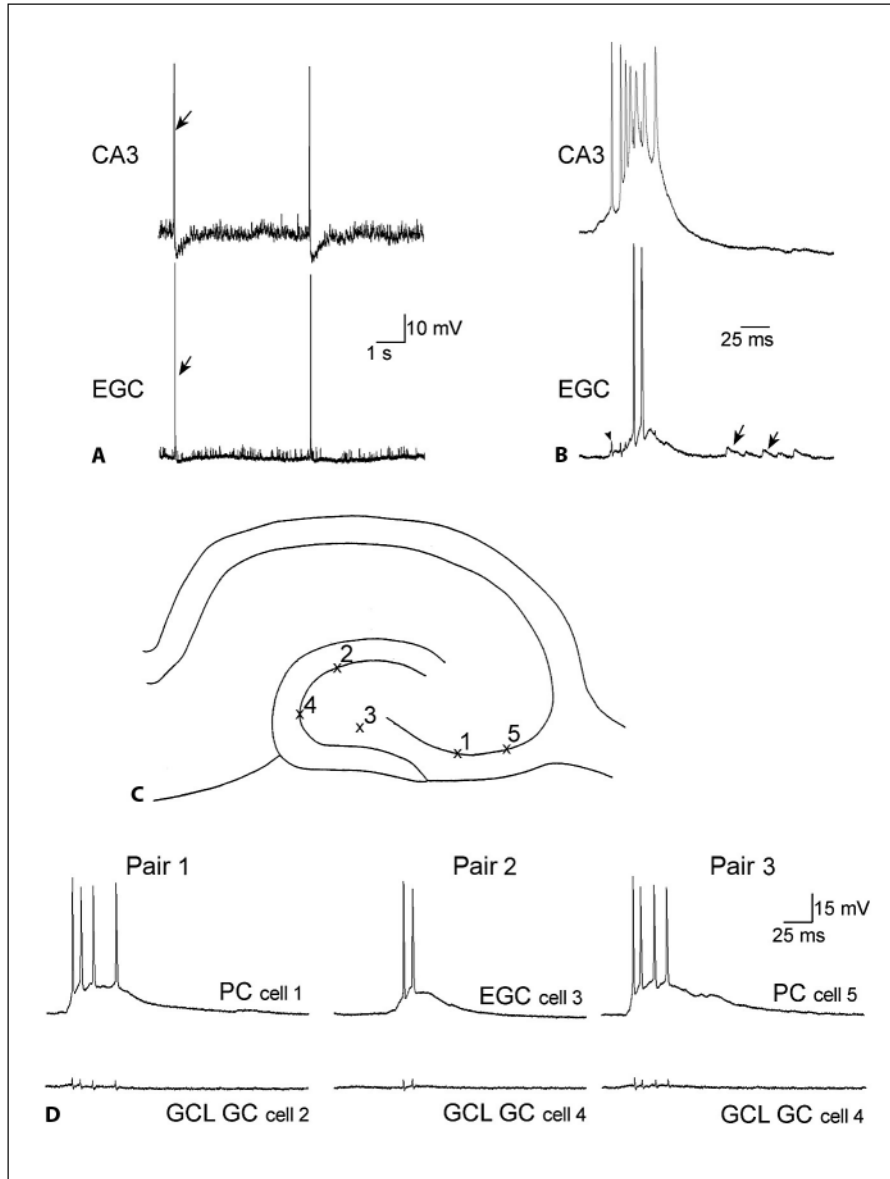 CA3
EGC
10 mV
1 s
A
CA3
EGC
25 ms
B
2
4
3
1
5
C
Pair 1
Pair 2
Pair 3
15 mV
25 ms
PC cell 1
EGC cell 3
PC cell 5
GCL GC cell 2
GCL GC cell 4
GCL GC cell 4
D